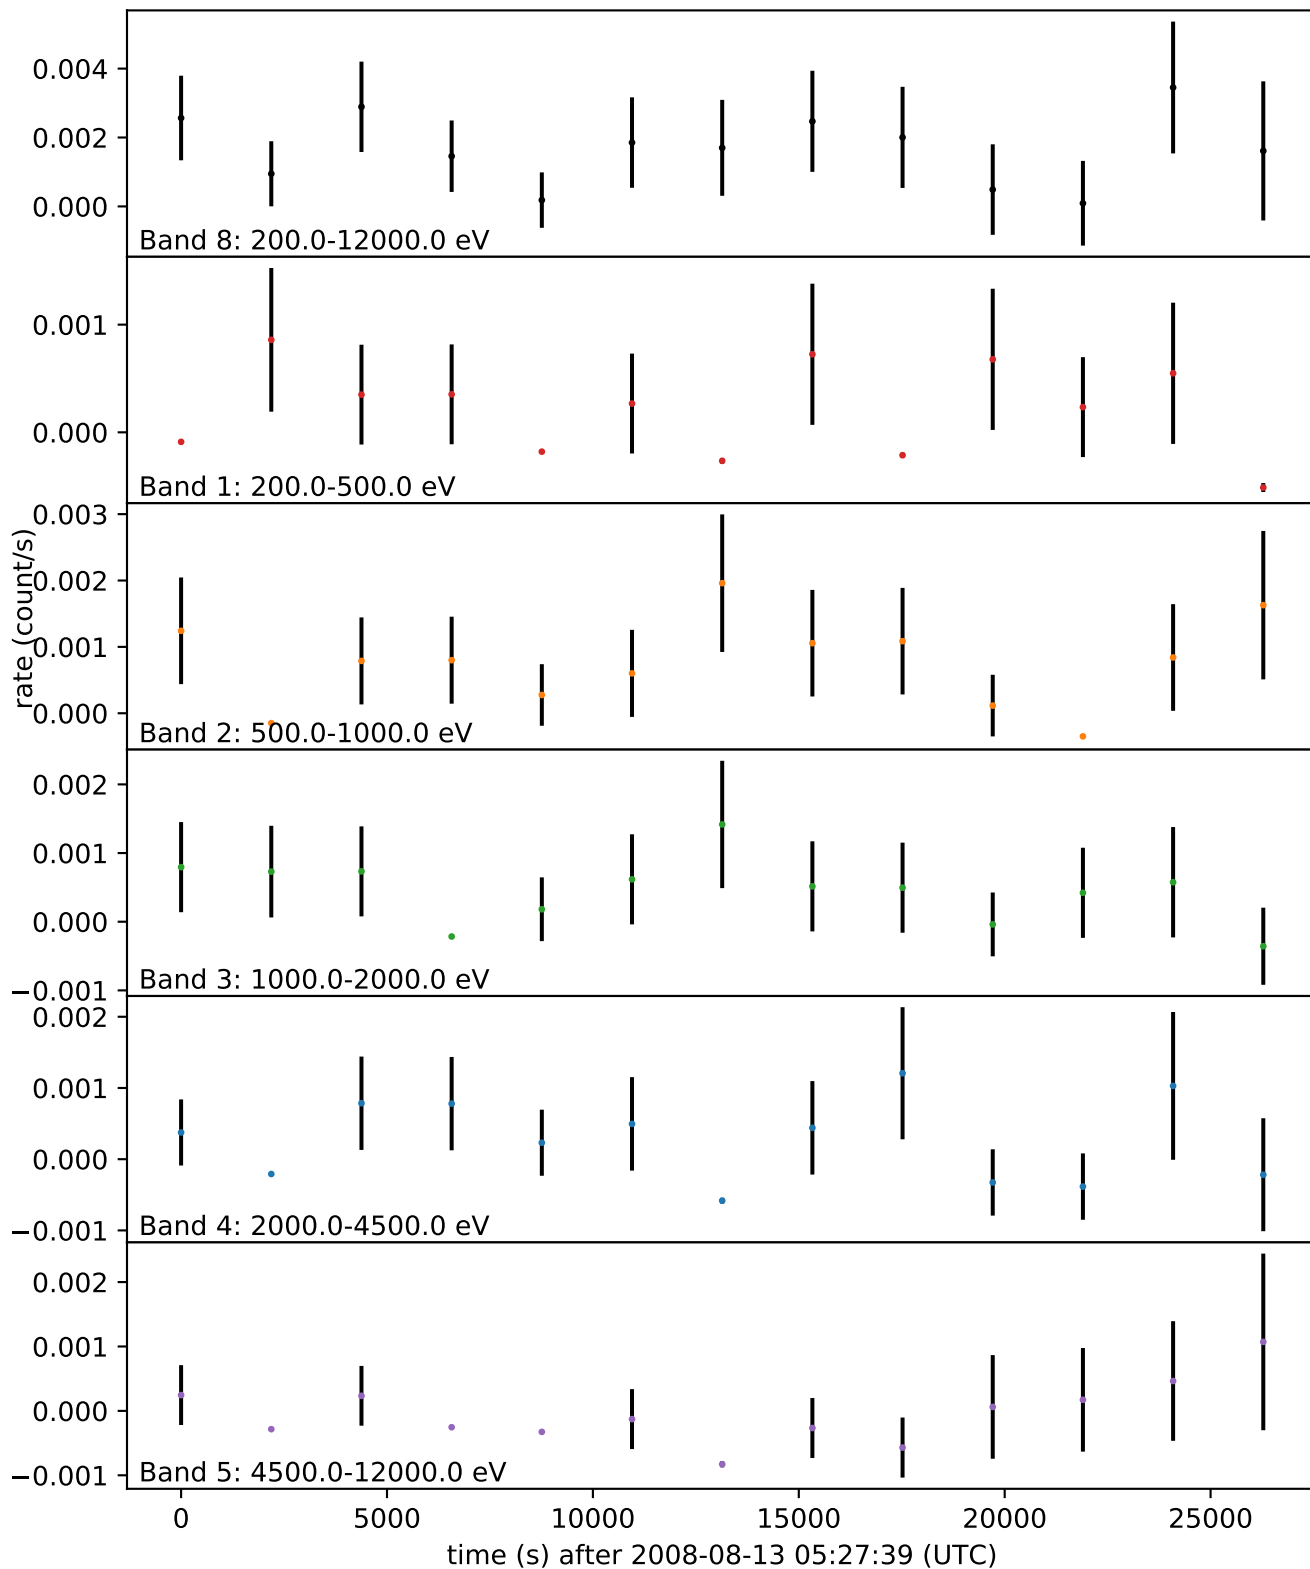 0.004
0.002
0.000
Band 8: 200.0-12000.0 eV
0.001
0.000
Band 1: 200.0-500.0 eV
rate (count/s)
0.003
0.002
0.001
0.000
Band 2: 500.0-1000.0 eV
0.002
0.001
0.000
−0.001
Band 3: 1000.0-2000.0 eV
0.002
0.001
0.000
−0.001
Band 4: 2000.0-4500.0 eV
0.002
0.001
0.000
−0.001
Band 5: 4500.0-12000.0 eV
0 5000 10000 15000 20000 25000
time (s) after 2008-08-13 05:27:39 (UTC)